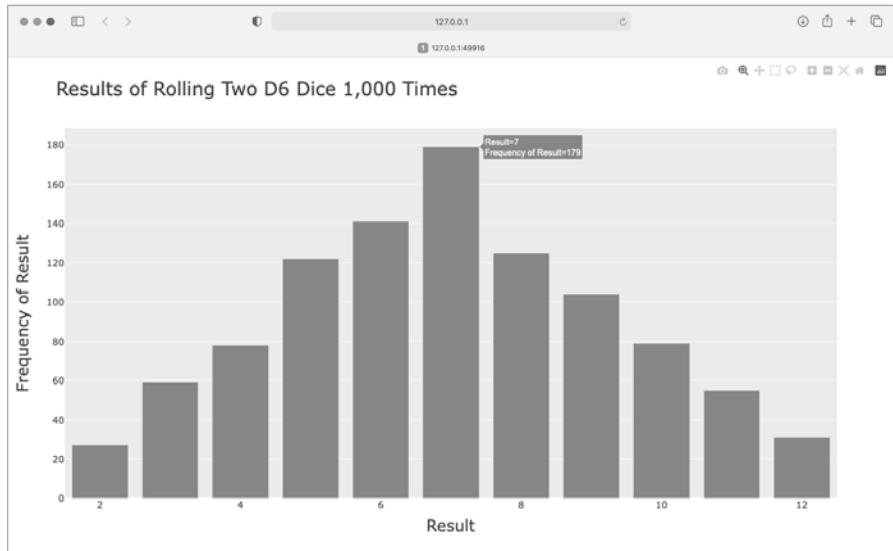 127.0.0.1
1 127.0.0.1:49916
Results of Rolling Two D6 Dice 1,000 Times
Result=7
Frequency of Result=179
180
160
140
120
100
80
60
40
20
0
Frequency of Result
2 4 6 8 10 12
Result